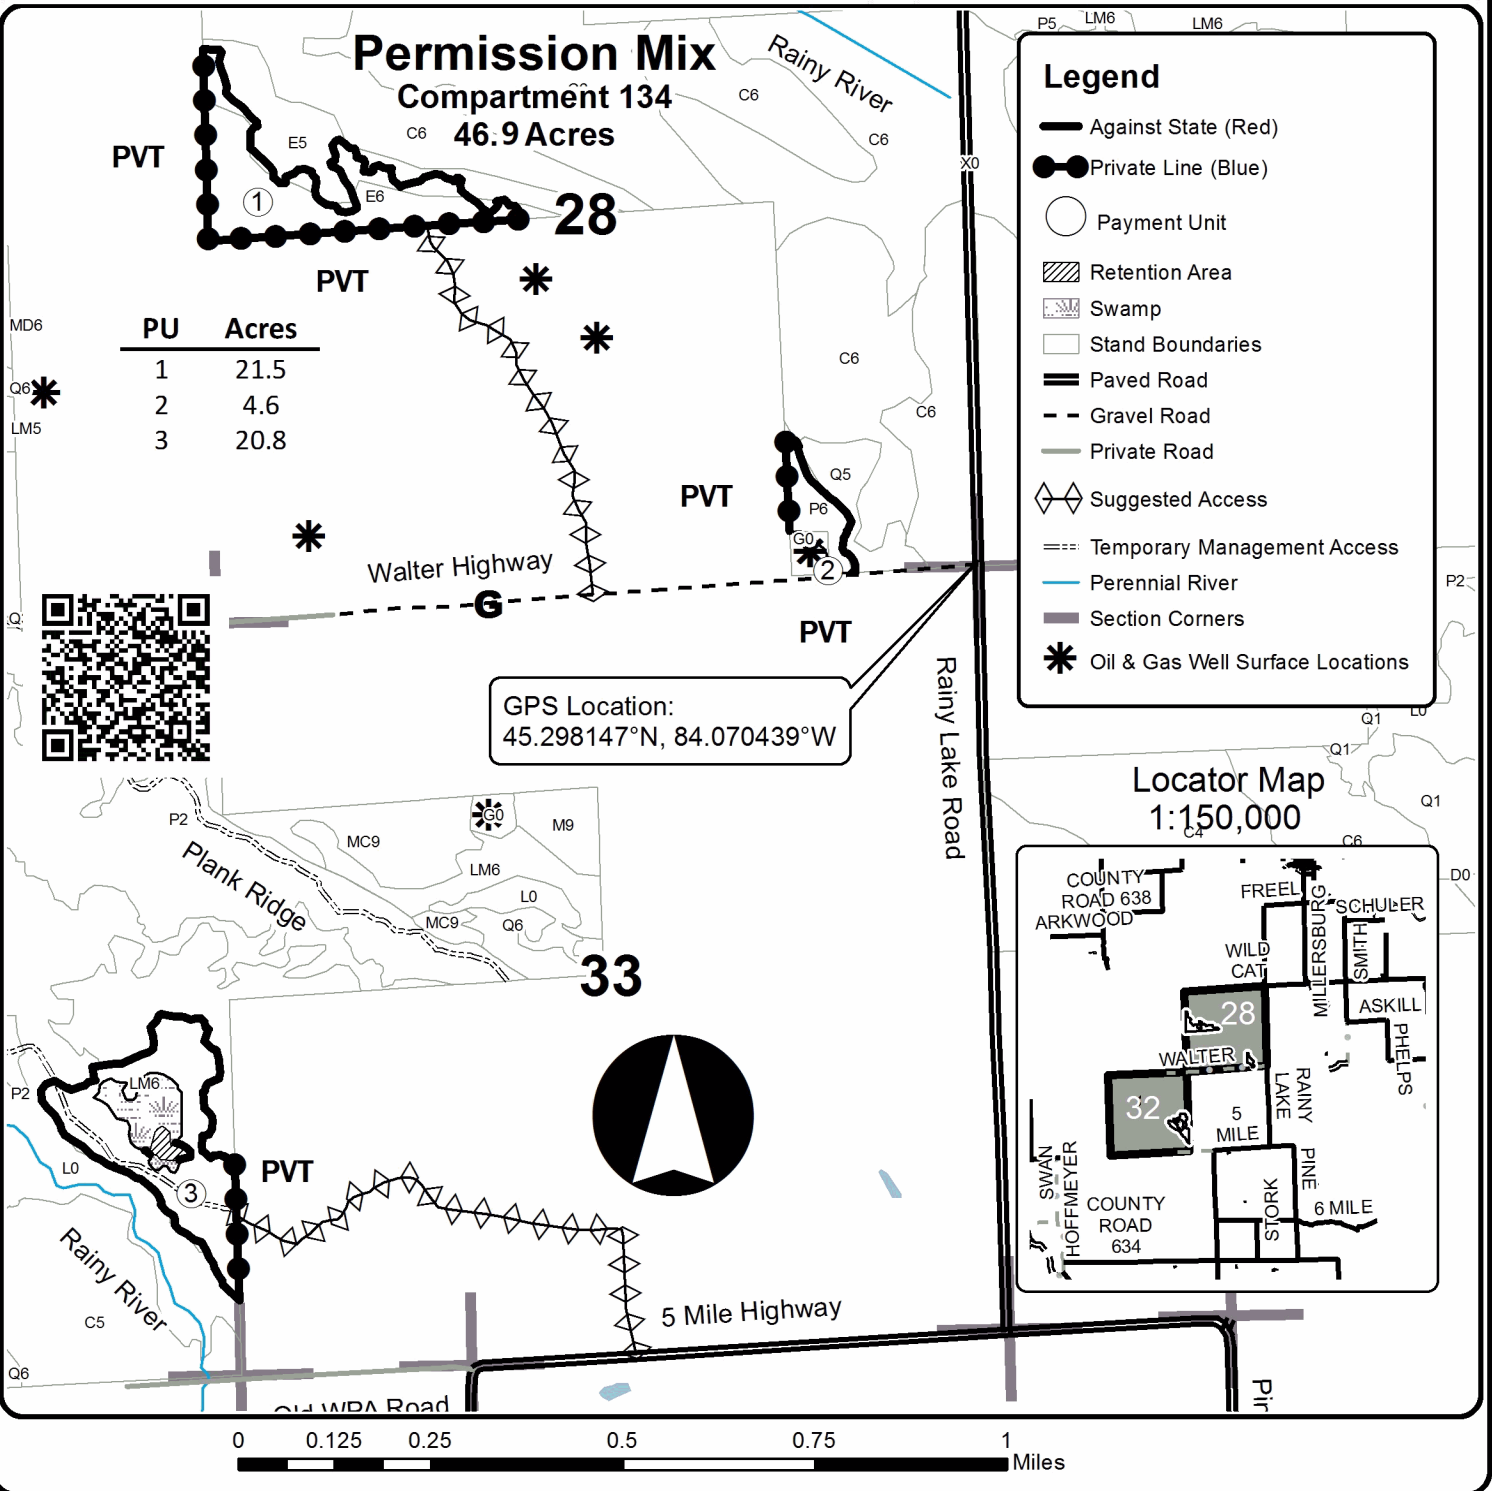 Permission Mix
Compartment 134
46.9 Acres
Rainy River
P5
LM6
LM6
C6
C6
C6
X0
PVT
E5
E6
1
28
PVT
PU Acres
1 21.5
2 4.6
3 20.8
MD6
Q6
LM5
C6
C6
PVT
Q5
P6
G0
2
Walter Highway
G
PVT
Q
GPS Location:
45.298147°N, 84.070439°W
Rainy Lake Road
Legend
Against State (Red)
Private Line (Blue)
Payment Unit
Retention Area
Swamp
Stand Boundaries
Paved Road
Gravel Road
Private Road
Suggested Access
Temporary Management Access
Perennial River
Section Corners
Oil & Gas Well Surface Locations
P2
L0
Q1
Q1
Q1
C4
C6
D0
P2
MC9
G0
M9
LM6
L0
MC9
Q6
Plank Ridge
33
P2
LM6
L0
3
PVT
Rainy River
C5
Q6
5 Mile Highway
Old WPA Road
Pin
Locator Map
1:150,000
COUNTY
ROAD 638
ARKWOOD
FREEL
MILLERSBURG
SCHULER
SMITH
WILD
CAT
ASKILL
PHELPS
28
WALTER
32
RAINY
LAKE
5
MILE
PINE
SWAN
HOFFMEYER
COUNTY
ROAD
634
STORK
6 MILE
0 0.125 0.25 0.5 0.75 1
Miles